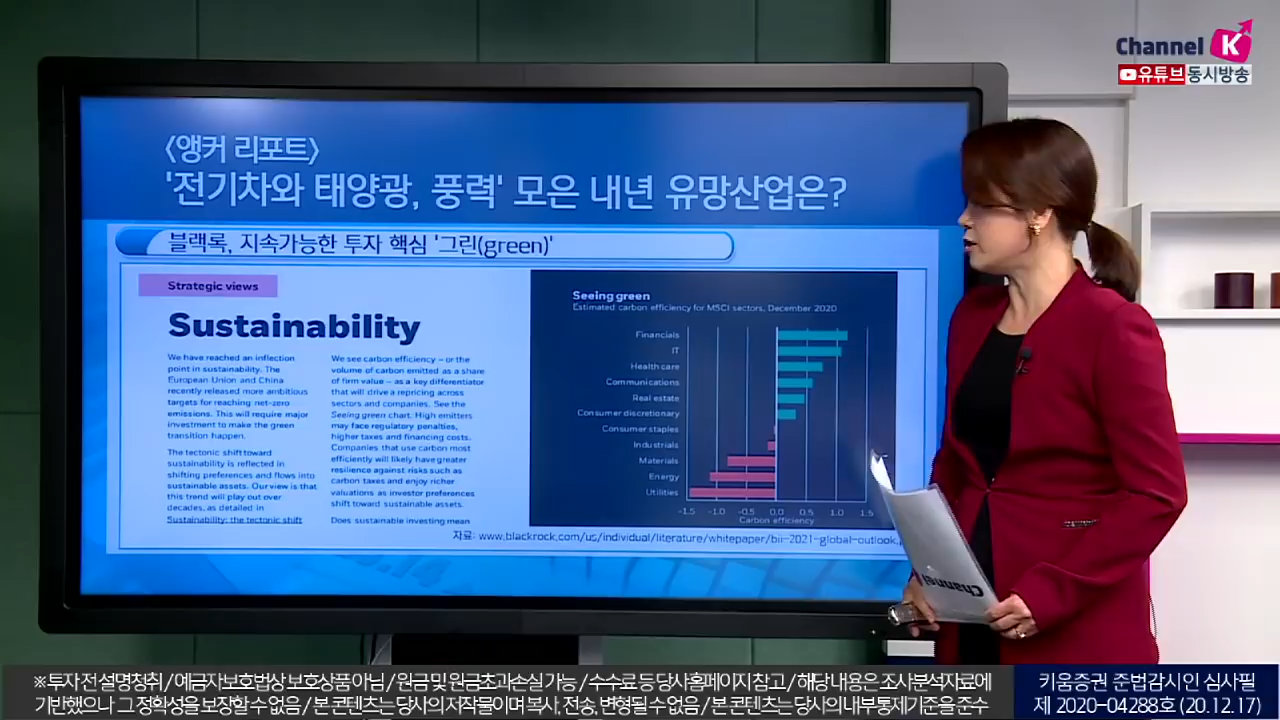 Channel K
유튜브 동시방송
<앵커 리포트>
'전기차와 태양광, 풍력' 모은 내년 유망산업은?
블랙록, 지속가능한 투자 핵심 '그린(green)'
Strategic views
Sustainability
We have reached an inflection
point in sustainability. The
European Union and China
recently released more ambitious
targets for reaching net-zero
emissions. This will require major
investment to make the green
transition happen.
The tectonic shift toward
sustainability is reflected in
shifting preferences and flows into
sustainable assets. Our view is that
this trend will play out over
decades, as detailed in
Sustainability: the tectonic shift
We see carbon efficiency – or the
volume of carbon emitted as a share
of firm value – as a key differentiator
that will drive a repricing across
sectors and companies. See the
Seeing green chart. High emitters
may face regulatory penalties,
higher taxes and financing costs.
Companies that use carbon most
efficiently will likely have greater
resilience against risks such as
carbon taxes and enjoy richer
valuations as investor preferences
shift toward sustainable assets.
Does sustainable investing mean
Seeing green
Estimated carbon efficiency for MSCI sectors, December 2020
Financials
IT
Health care
Communications
Real estate
Consumer discretionary
Consumer staples
Industrials
Materials
Energy
Utilities
-1.5 -1.0 -0.5 0.0 0.5 1.0 1.5
Carbon efficiency
자료: www.blackrock.com/us/individual/literature/whitepaper/bii-2021-global-outlook.
Channel
※ 투자 전 설명청취 / 예금자보호법상 보호상품 아님 / 원금 및 원금초과손실 가능 / 수수료 등 당사홈페이지 참고 / 해당 내용은 조사분석자료에
기반했으나 그 정확성을 보장할 수 없음 / 본 콘텐츠는 당사의 저작물이며 복사, 전송, 변형될 수 없음 / 본 콘텐츠는 당사의 내부통제기준을 준수
키움증권 준법감시인 심사필
제 2020-04288호 (20.12.17)